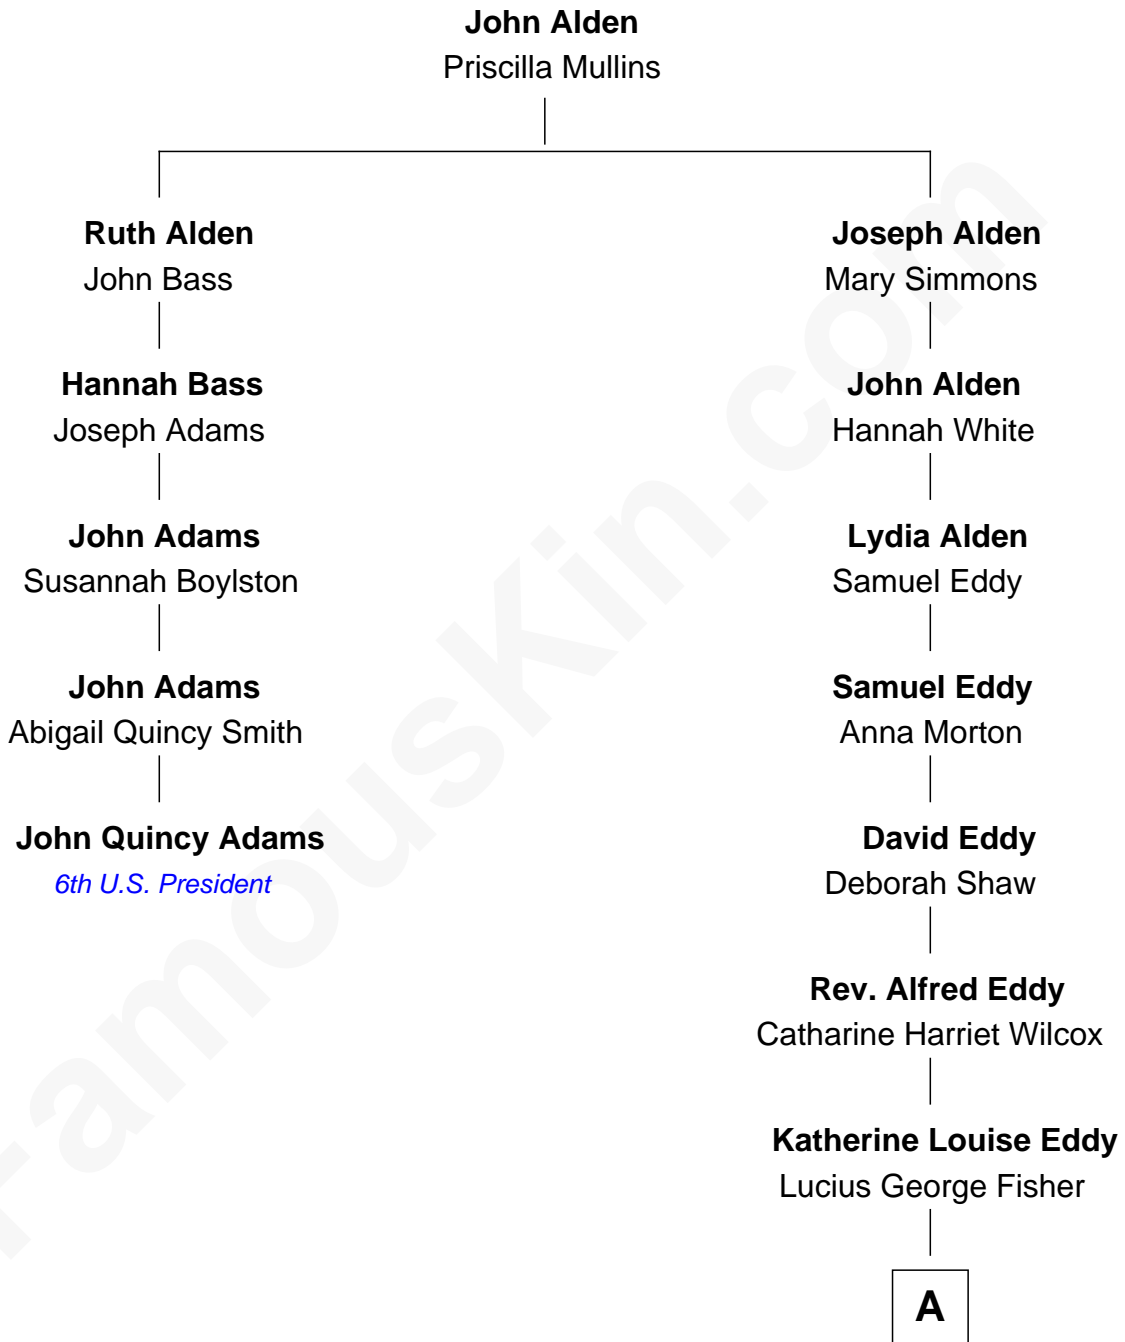 John Alden
Priscilla Mullins
Ruth Alden
John Bass
Joseph Alden
Mary Simmons
Hannah Bass
Joseph Adams
John Alden
Hannah White
John Adams
Susannah Boylston
Lydia Alden
Samuel Eddy
John Adams
Abigail Quincy Smith
Samuel Eddy
Anna Morton
John Quincy Adams
6th U.S. President
David Eddy
Deborah Shaw
Rev. Alfred Eddy
Catharine Harriet Wilcox
Katherine Louise Eddy
Lucius George Fisher
A
FamousKin.com